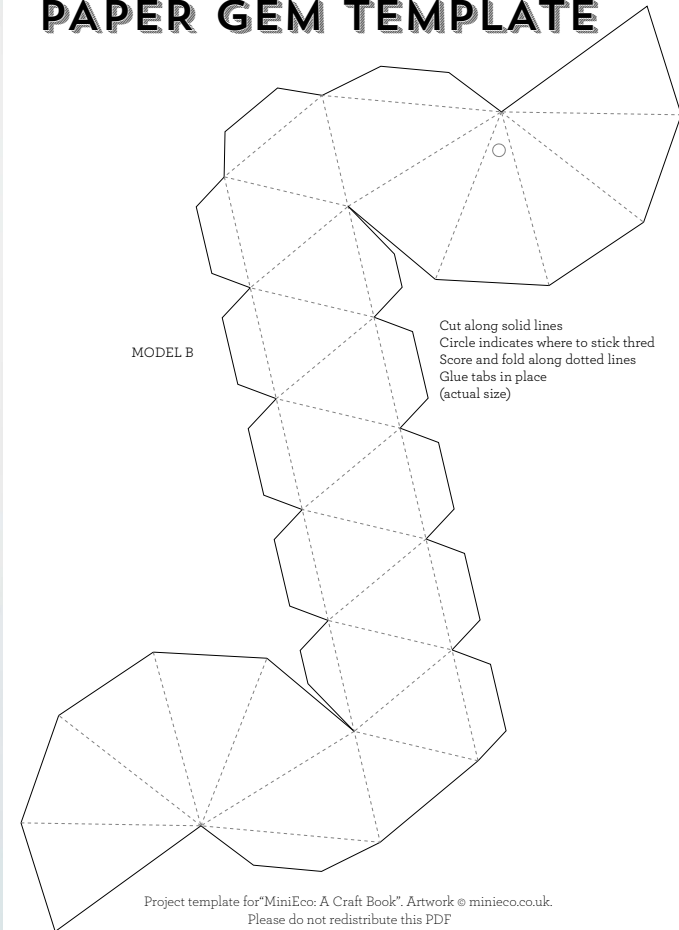 PAPER GEM TEMPLATE
Cut along solid lines
Circle indicates where to stick thred
MODEL B
Score and fold along dotted lines
Glue tabs in place
(actual size)
Project template for“MiniEco: A Craft Book”. Artwork © minieco.co.uk.
Please do not redistribute this PDF